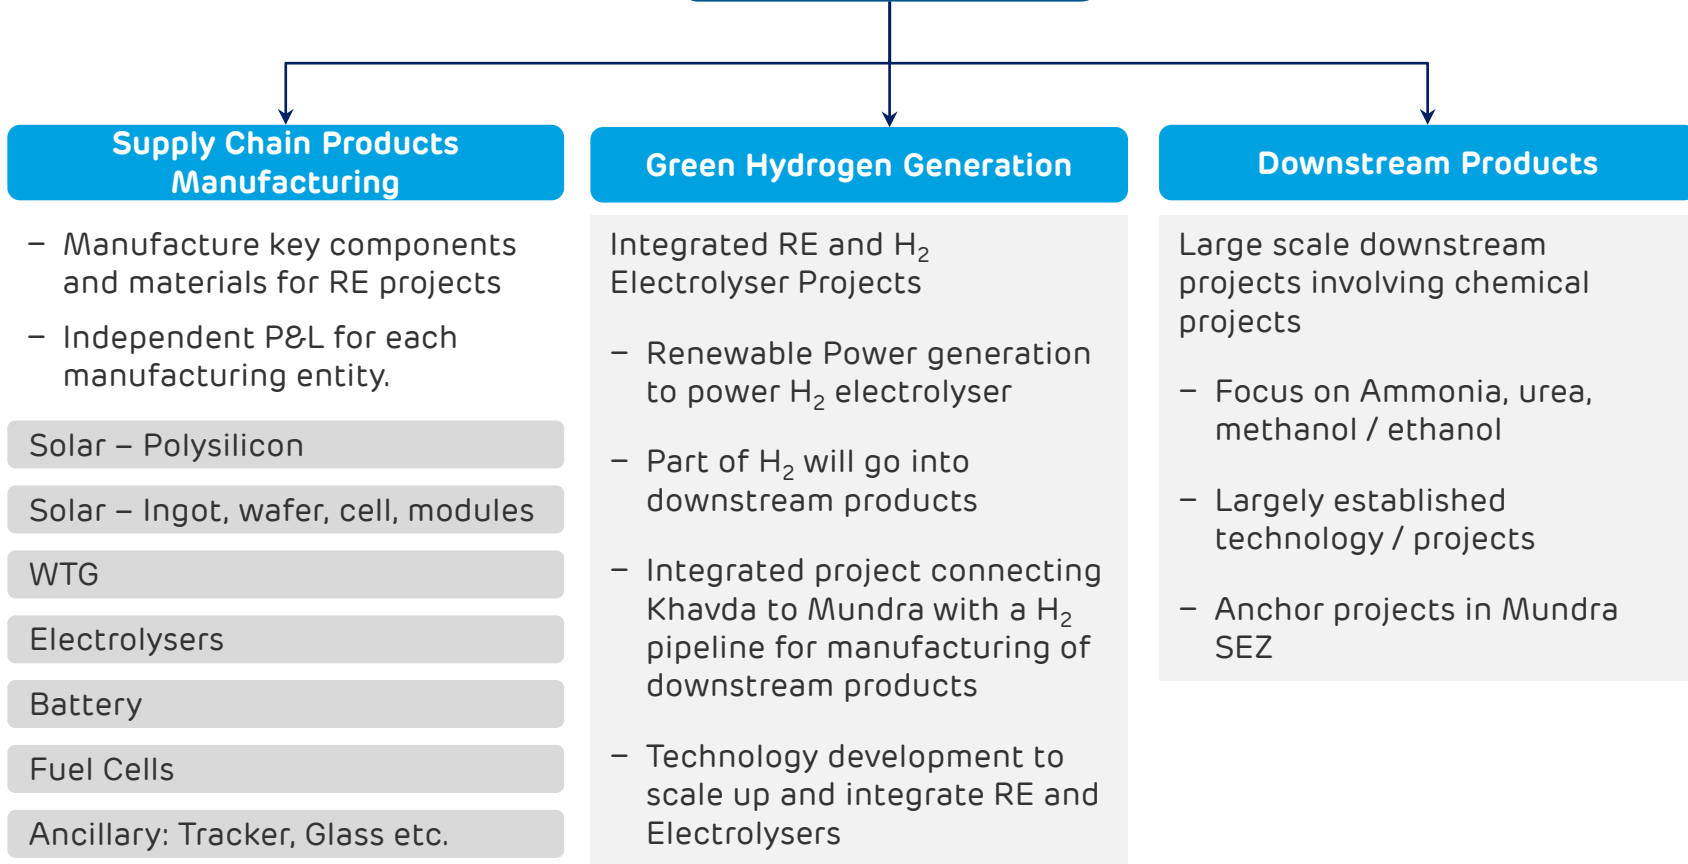 Supply Chain Products
Manufacturing
– Manufacture key components
and materials for RE projects
– Independent P&L for each
manufacturing entity.
Solar – Polysilicon
Solar – Ingot, wafer, cell, modules
WTG
Electrolysers
Battery
Fuel Cells
Ancillary: Tracker, Glass etc.
Green Hydrogen Generation
Integrated RE and H₂
Electrolyser Projects
– Renewable Power generation
to power H₂ electrolyser
– Part of H₂ will go into
downstream products
– Integrated project connecting
Khavda to Mundra with a H₂
pipeline for manufacturing of
downstream products
– Technology development to
scale up and integrate RE and
Electrolysers
Downstream Products
Large scale downstream
projects involving chemical
projects
– Focus on Ammonia, urea,
methanol / ethanol
– Largely established
technology / projects
– Anchor projects in Mundra
SEZ